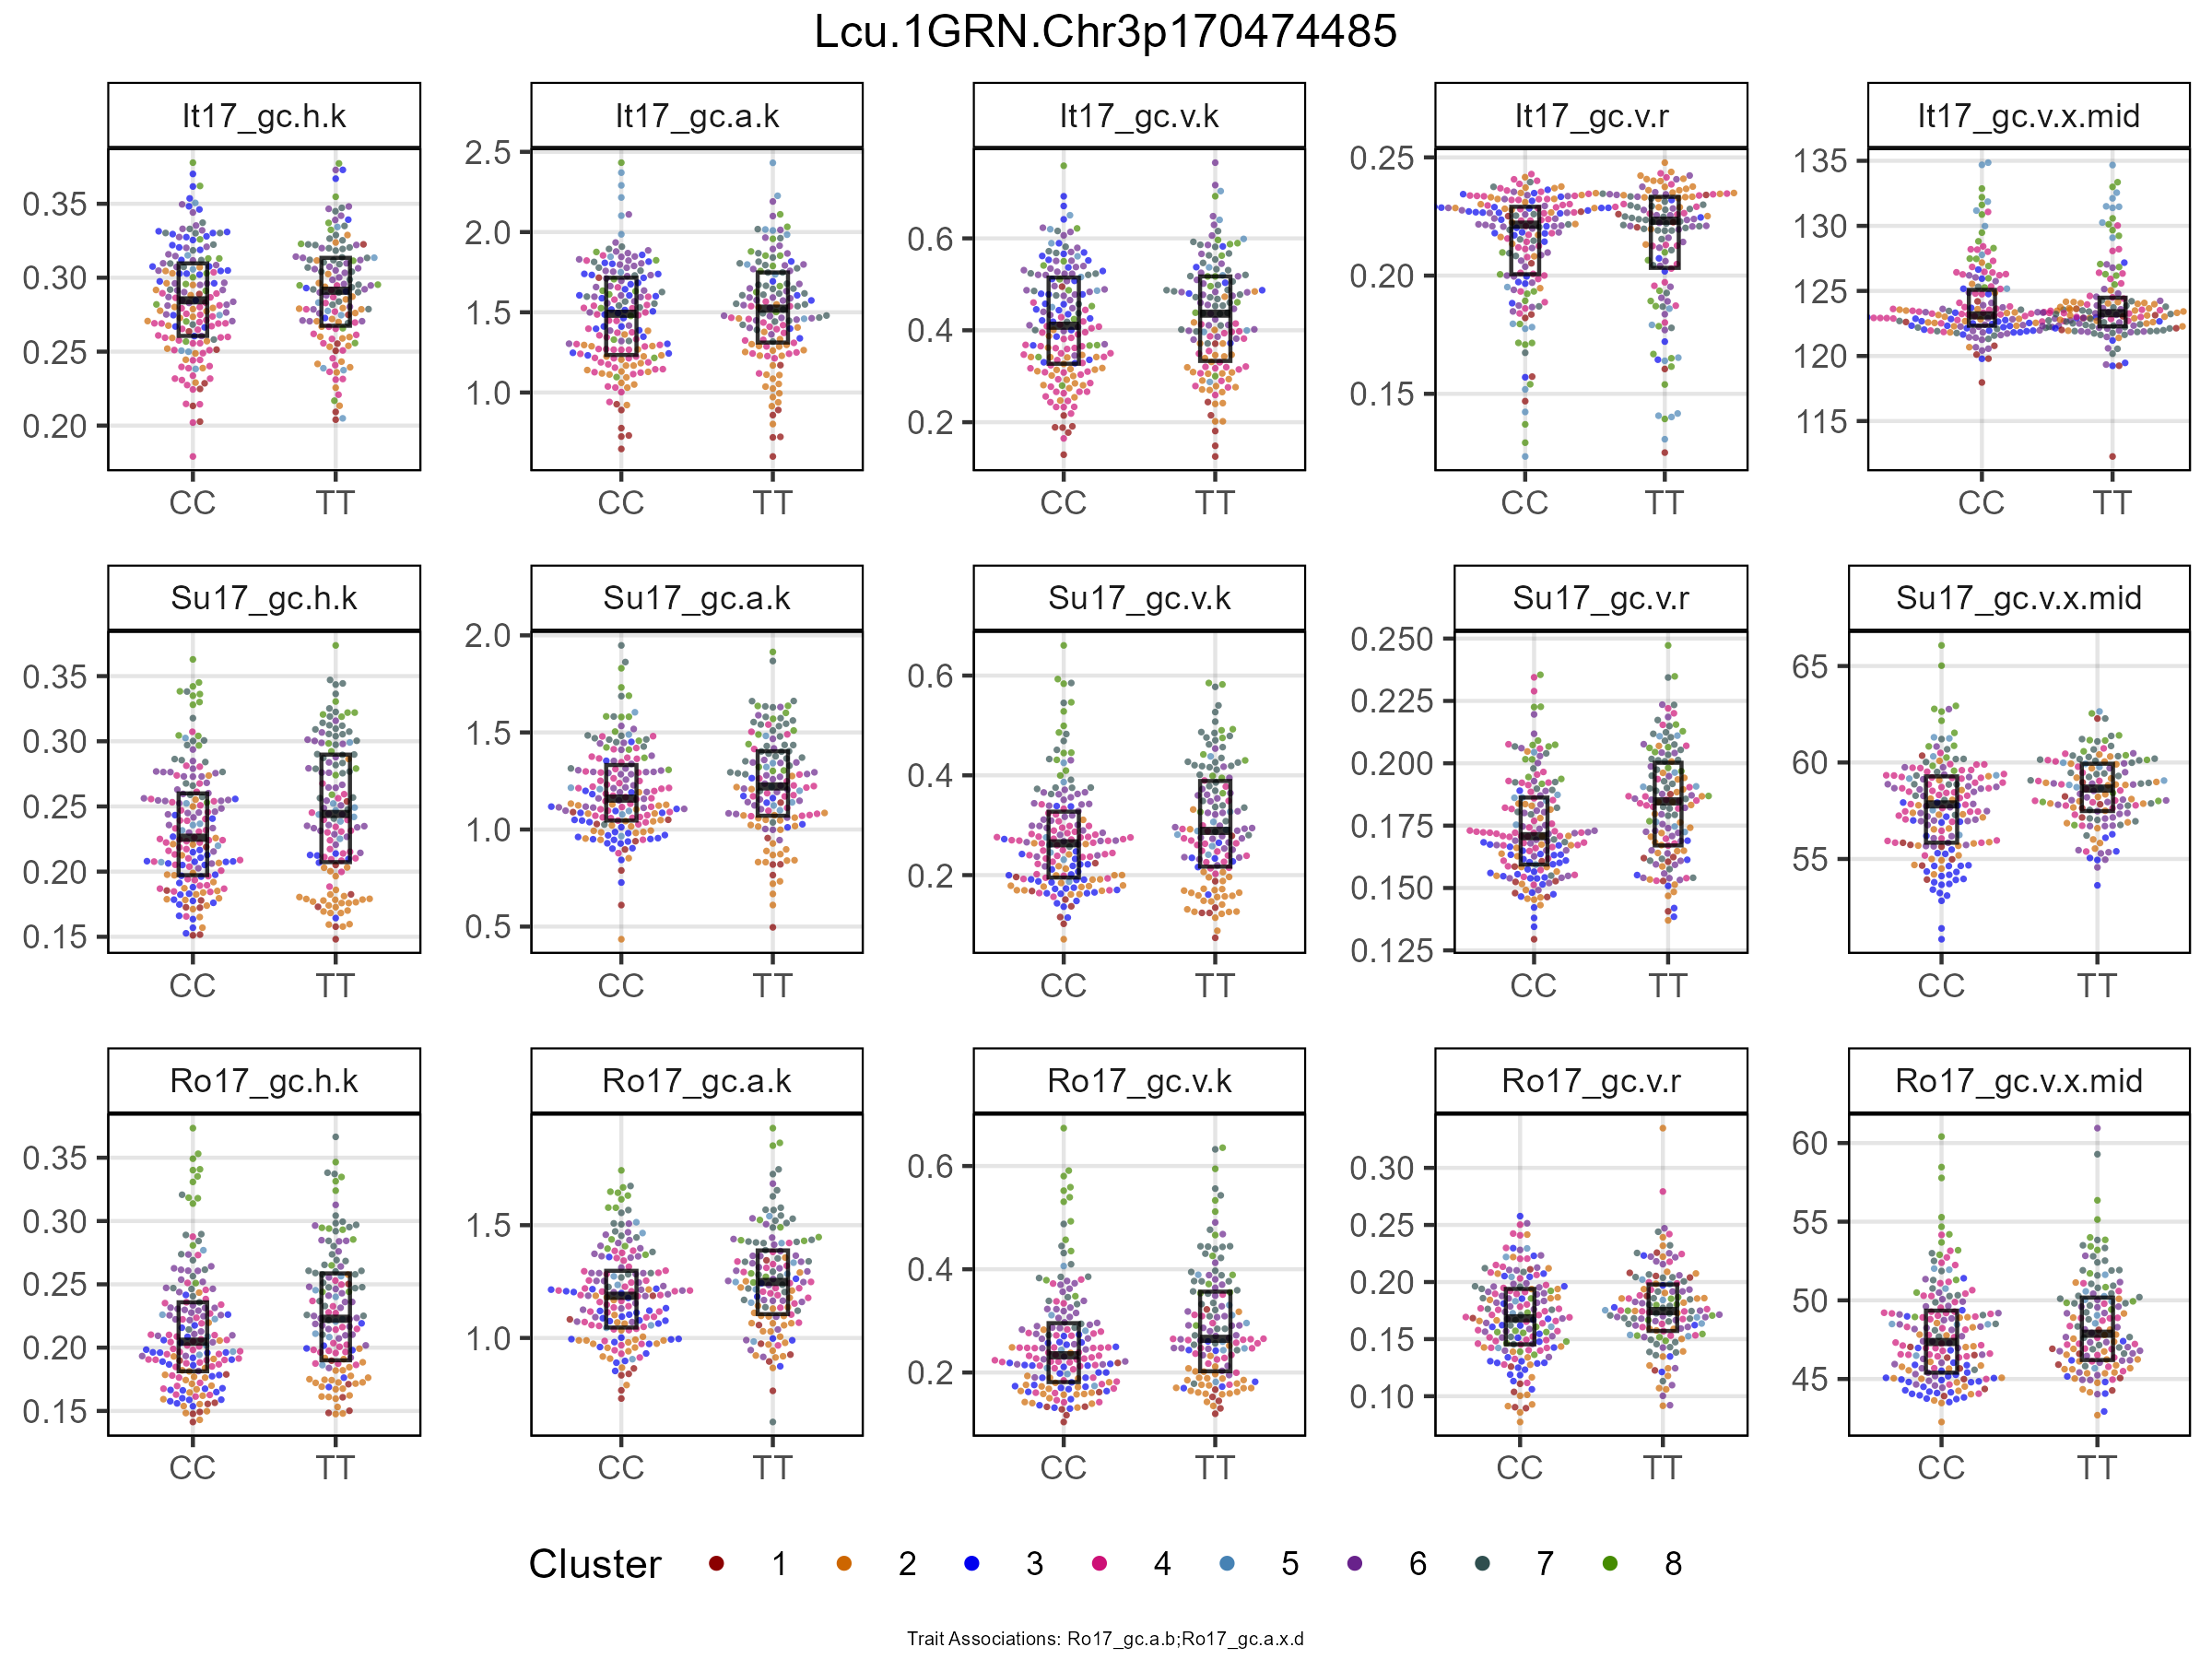 Lcu.1GRN.Chr3p170474485
It17_gc.h.k It17_gc.a.k It17_gc.v.k It17_gc.v.r It17_gc.v.x.mid
0.35 0.30 0.25 0.20
2.5 2.0 1.5 1.0
0.6 0.4 0.2
0.25 0.20 0.15
135 130 125 120 115
CC TT CC TT CC TT CC TT CC TT
Su17_gc.h.k Su17_gc.a.k Su17_gc.v.k Su17_gc.v.r Su17_gc.v.x.mid
0.35 0.30 0.25 0.20 0.15
2.0 1.5 1.0 0.5
0.6 0.4 0.2
0.250 0.225 0.200 0.175 0.150 0.125
65 60 55
CC TT CC TT CC TT CC TT CC TT
Ro17_gc.h.k Ro17_gc.a.k Ro17_gc.v.k Ro17_gc.v.r Ro17_gc.v.x.mid
0.35 0.30 0.25 0.20 0.15
1.5 1.0
0.6 0.4 0.2
0.30 0.25 0.20 0.15 0.10
60 55 50 45
CC TT CC TT CC TT CC TT CC TT
Cluster 1 2 3 4 5 6 7 8
Trait Associations: Ro17_gc.a.b;Ro17_gc.a.x.d